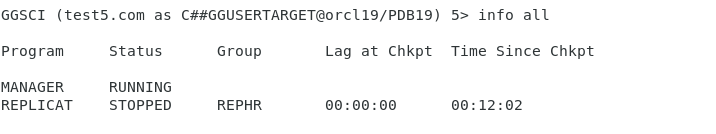 GGSCI (test5.com as C##GGUSERTARGET@orcl19/PDB19) 5> info all
Program     Status      Group       Lag at Chkpt  Time Since Chkpt
MANAGER     RUNNING
REPLICAT    STOPPED     REPHR       00:00:00      00:12:02